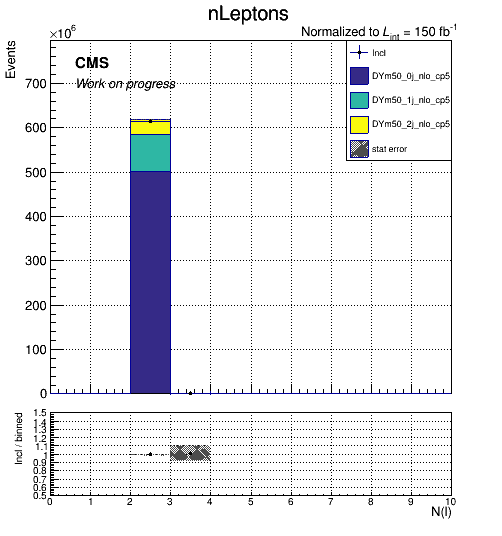 nLeptons
Normalized to L_int = 150 fb^-1
×10^6
Events
CMS
Work on progress
Incl
DYm50_0j_nlo_cp5
DYm50_1j_nlo_cp5
DYm50_2j_nlo_cp5
stat error
700
600
500
400
300
200
100
0
Incl / binned
1.5
1.4
1.3
1.2
1.1
1
0.9
0.8
0.7
0.6
0.5
0 1 2 3 4 5 6 7 8 9 10
N(l)